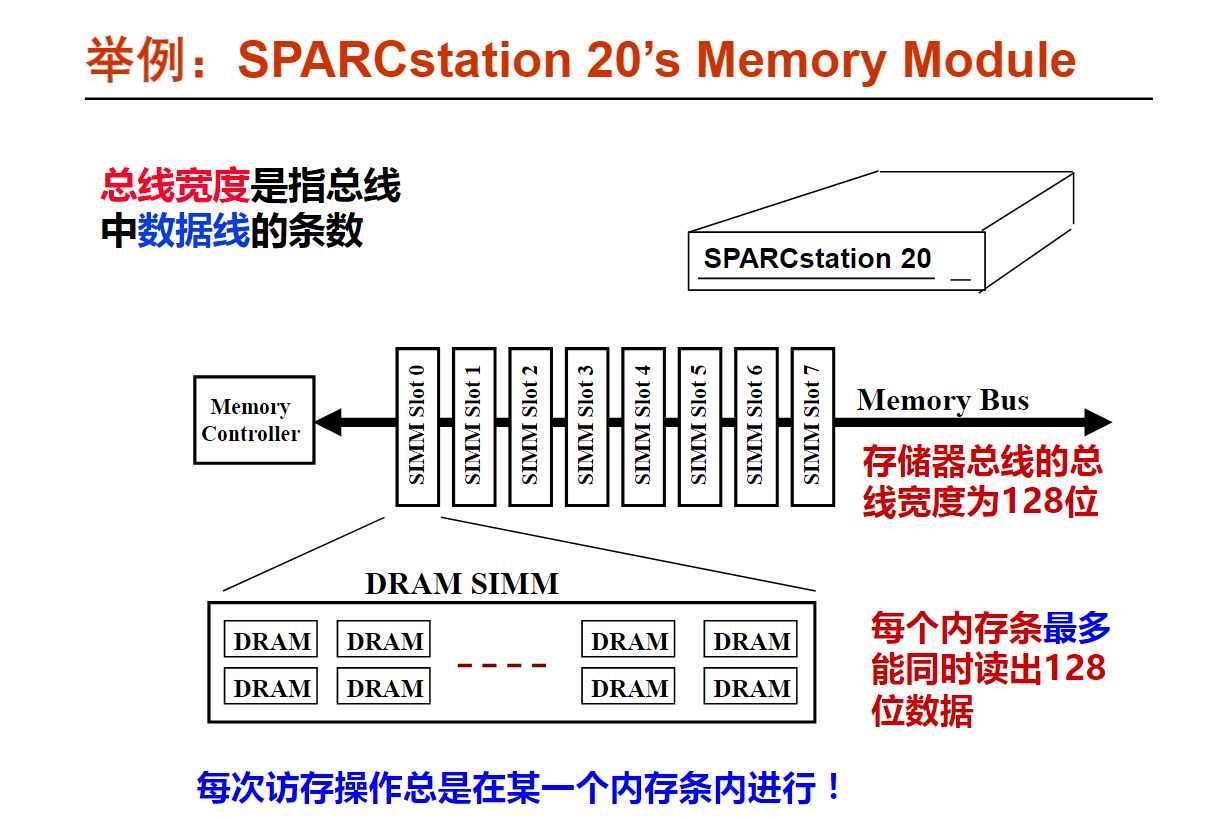 举例：SPARCstation 20’s Memory Module
总线宽度是指总线
中数据线的条数
SPARCstation 20
Memory
Controller
SIMM Slot 0
SIMM Slot 1
SIMM Slot 2
SIMM Slot 3
SIMM Slot 4
SIMM Slot 5
SIMM Slot 6
SIMM Slot 7
Memory Bus
存储器总线的总
线宽度为128位
DRAM SIMM
DRAM DRAM DRAM DRAM
DRAM DRAM DRAM DRAM
每个内存条最多
能同时读出128
位数据
每次访存操作总是在某一个内存条内进行！